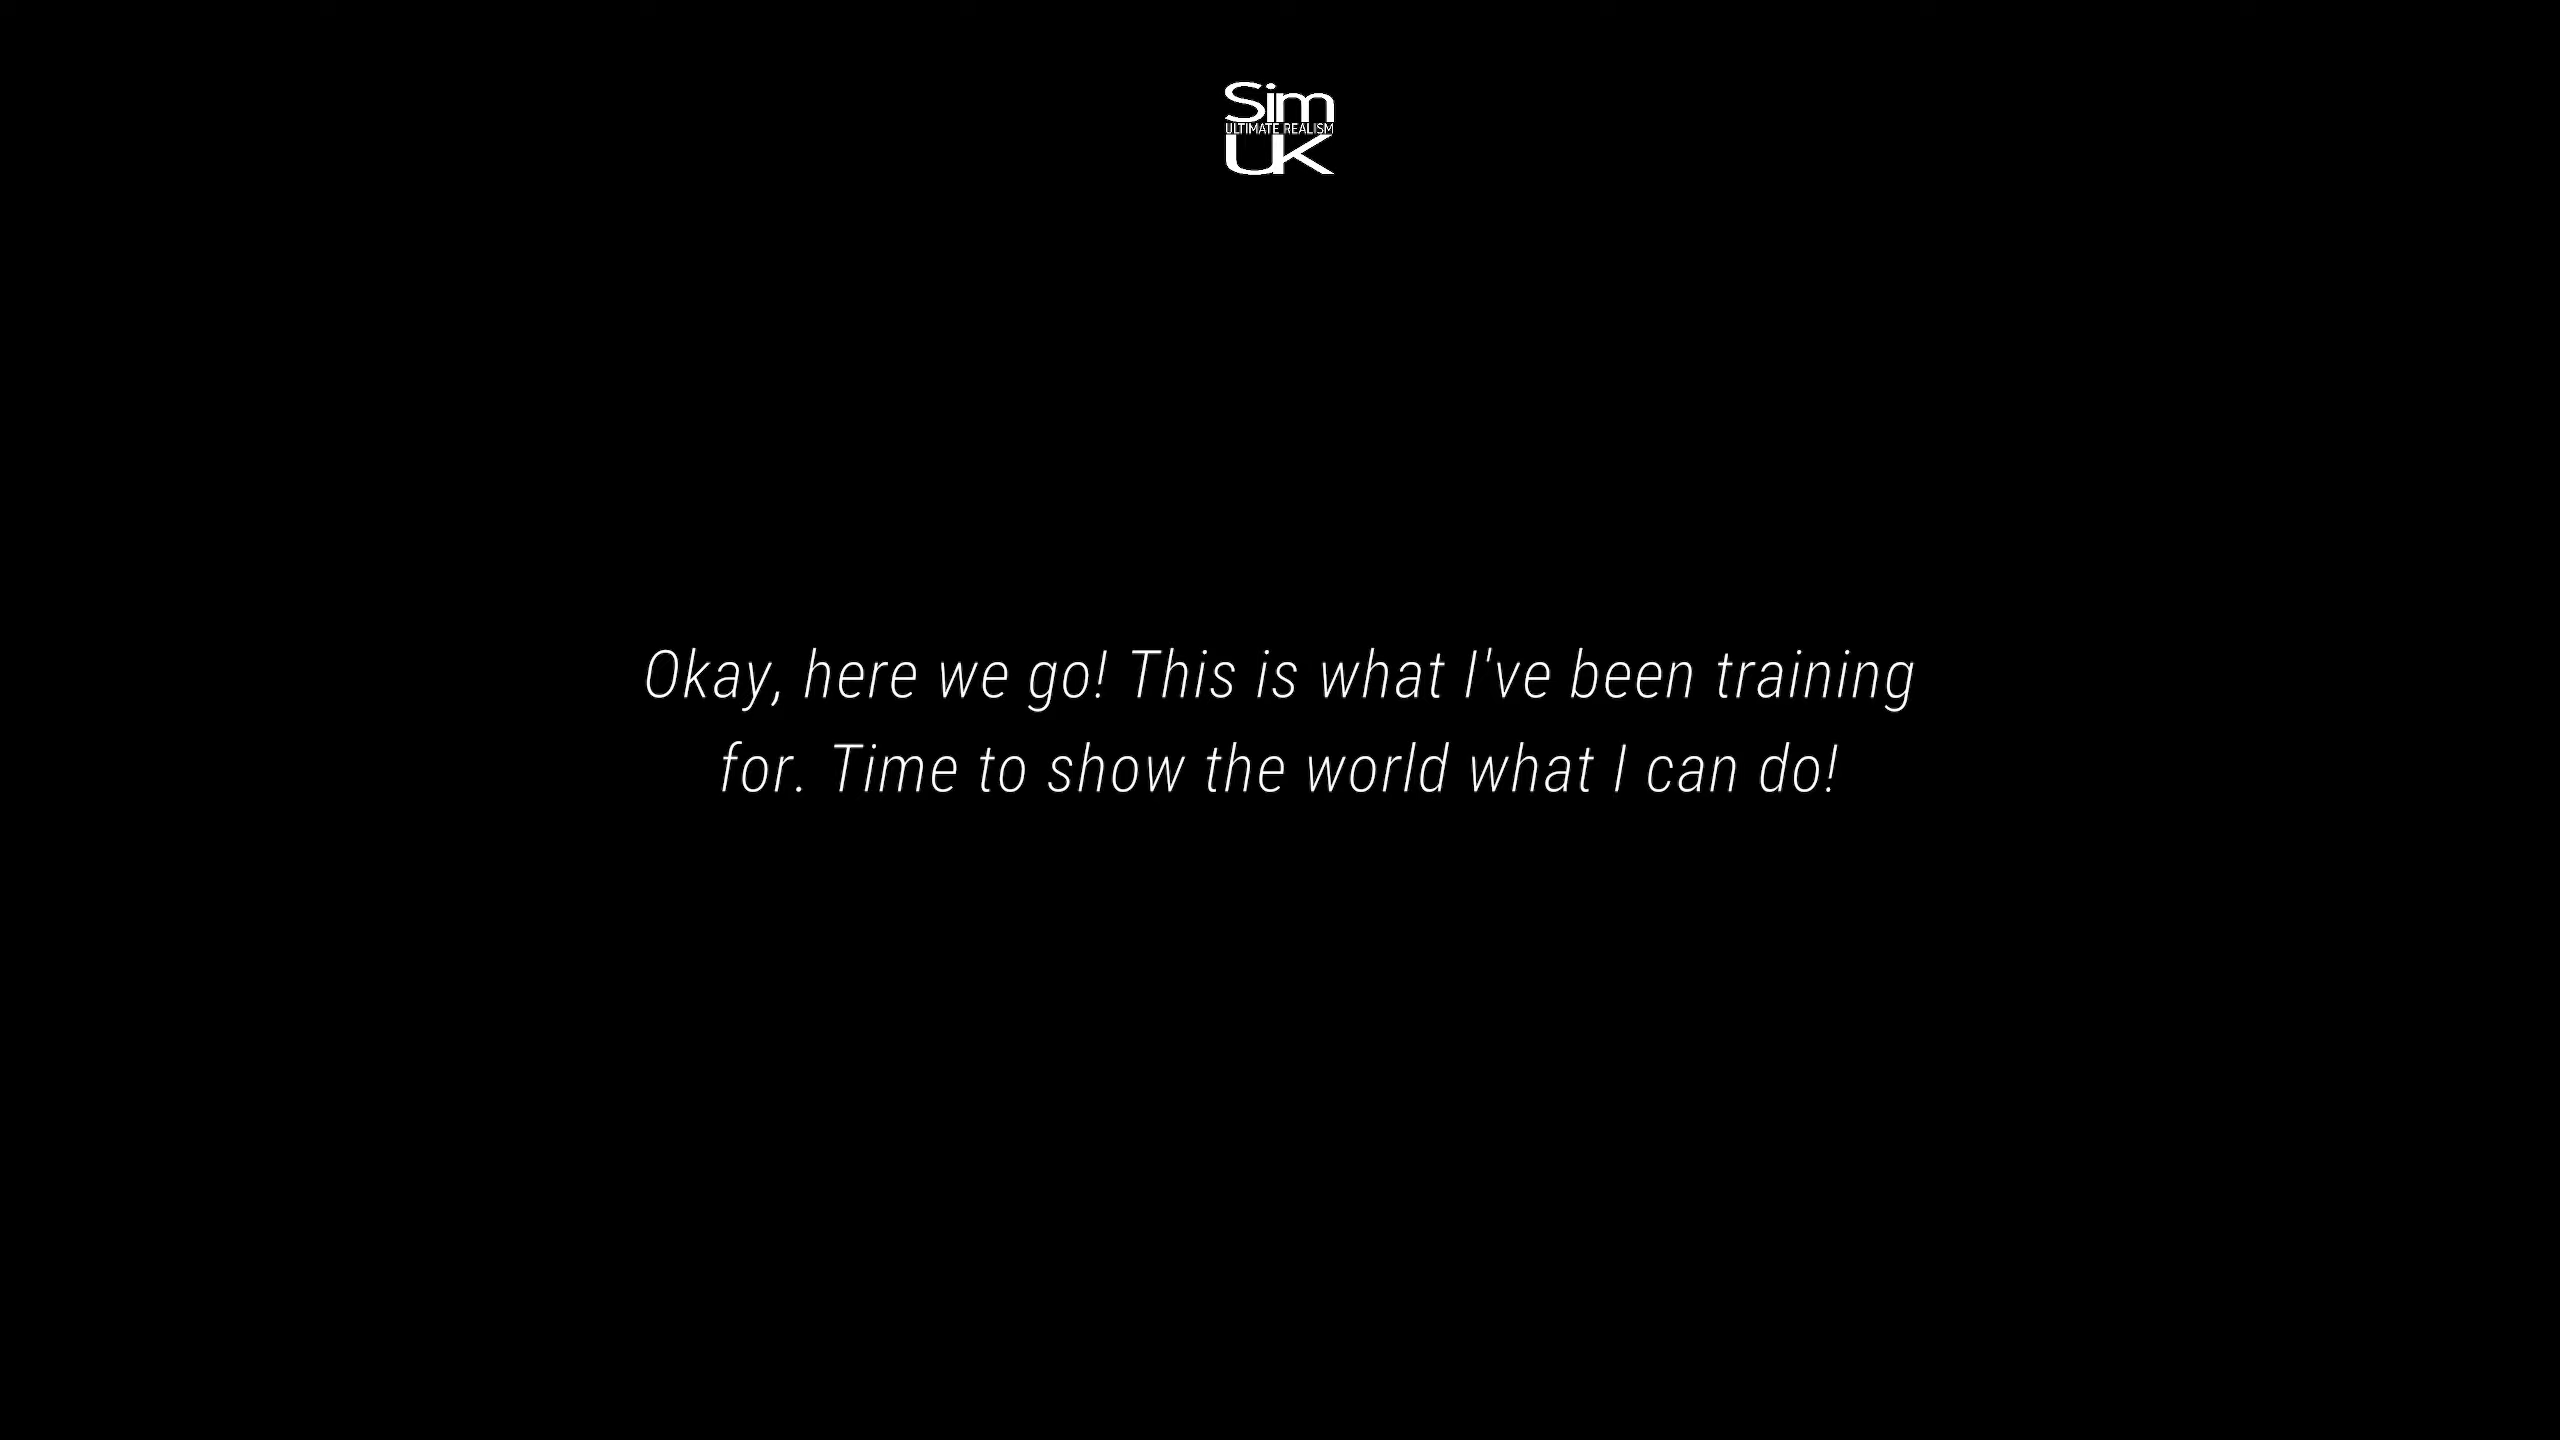 Sim
ULTIMATE REALISM
UK
Okay, here we go! This is what I've been training
for. Time to show the world what I can do!